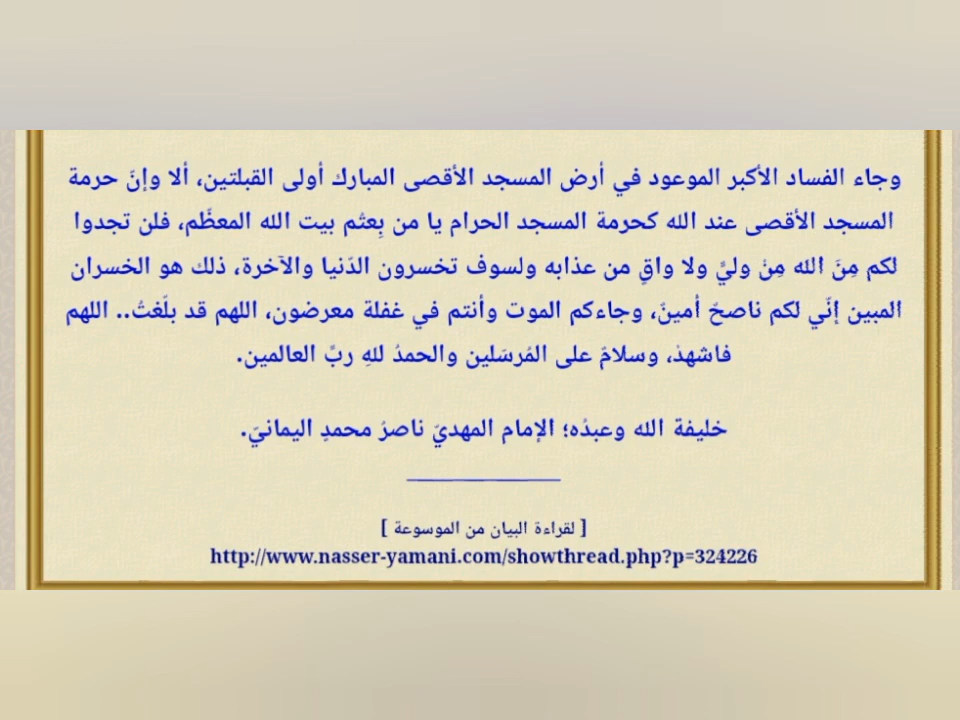 وجاء الفساد الأكبر الموعود في أرض المسجد الأقصى المبارك أولى القبلتين، ألا وإنّ حرمة
المسجد الأقصى عند الله كحرمة المسجد الحرام يا من بِعتُم بيت الله المعظّم، فلن تجدوا
لكم مِنَ الله مِنْ وليٍّ ولا واقٍ من عذابه ولسوف تخسرون الدّنيا والآخرة، ذلك هو الخسران
المبين إنّي لكم ناصحٌ أمينٌ، وجاءكم الموت وأنتم في غفلة معرضون، اللهم قد بلّغتُ.. اللهم
فاشهدْ، وسلامٌ على المُرسَلين والحمدُ للهِ ربِّ العالمين.
خليفة الله وعبدُه؛ الإمام المهديّ ناصرُ محمدٍ اليمانيّ.
[ لقراءة البيان من الموسوعة ]
http://www.nasser-yamani.com/showthread.php?p=324226